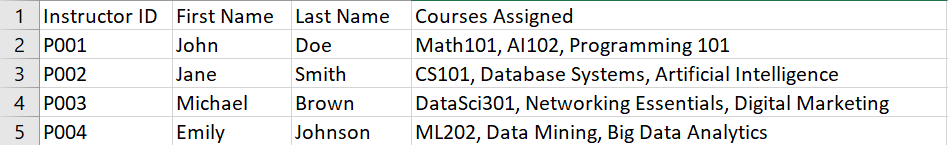 1 Instructor ID First Name Last Name Courses Assigned
2 P001 John Doe Math101, AI102, Programming 101
3 P002 Jane Smith CS101, Database Systems, Artificial Intelligence
4 P003 Michael Brown DataSci301, Networking Essentials, Digital Marketing
5 P004 Emily Johnson ML202, Data Mining, Big Data Analytics